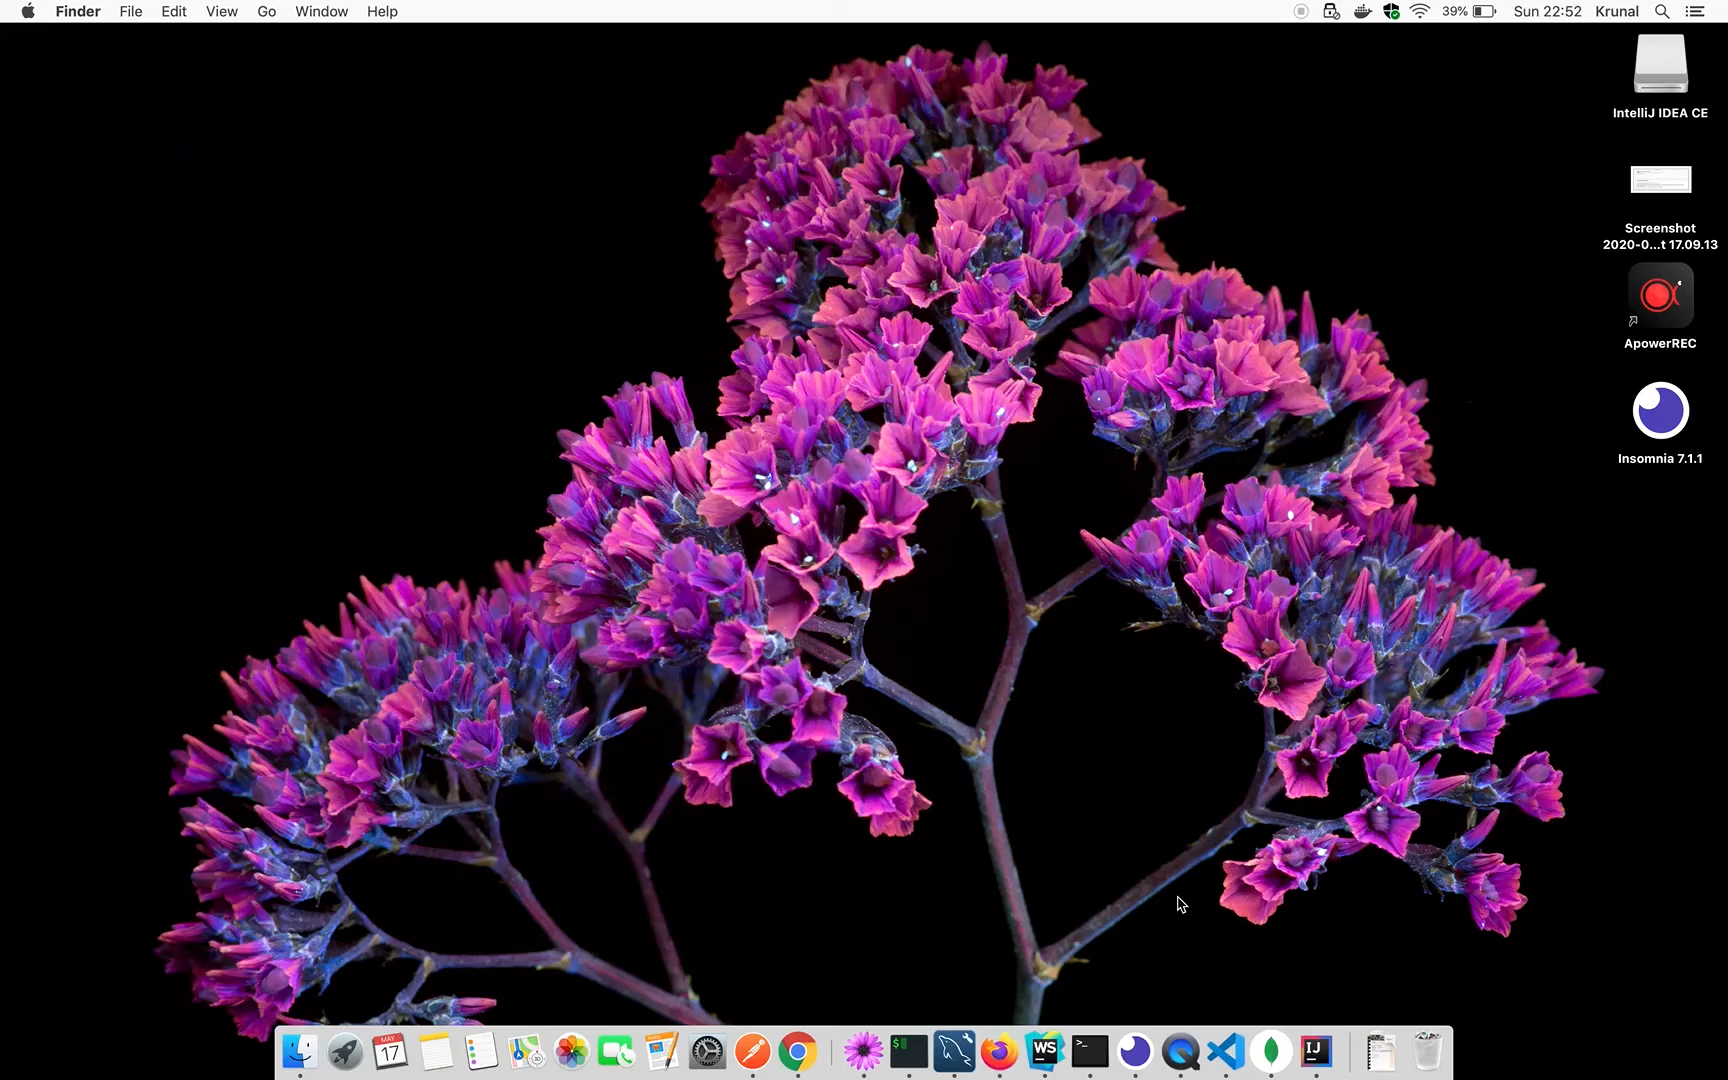 Finder File Edit View Go Window Help 39% Sun 22:52 Krunal
IntelliJ IDEA CE
Screenshot
2020-0...t 17.09.13
ApowerREC
Insomnia 7.1.1
MAY
17
$
WS
>_
IJ